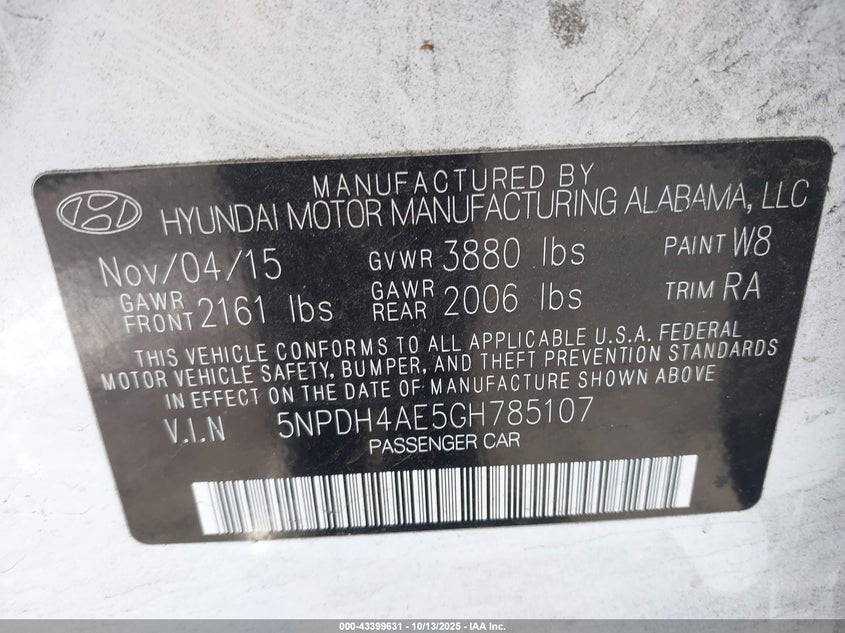 MANUFACTURED BY
HYUNDAI MOTOR MANUFACTURING ALABAMA, LLC
Nov/04/15 GVWR 3880 lbs PAINT W8
GAWR FRONT 2161 lbs GAWR REAR 2006 lbs TRIM RA
THIS VEHICLE CONFORMS TO ALL APPLICABLE U.S.A. FEDERAL
MOTOR VEHICLE SAFETY, BUMPER, AND THEFT PREVENTION STANDARDS
IN EFFECT ON THE DATE OF MANUFACTURE SHOWN ABOVE
V.I.N 5NPDH4AE5GH785107
PASSENGER CAR
000-43399631 - 10/13/2025 - IAA Inc.